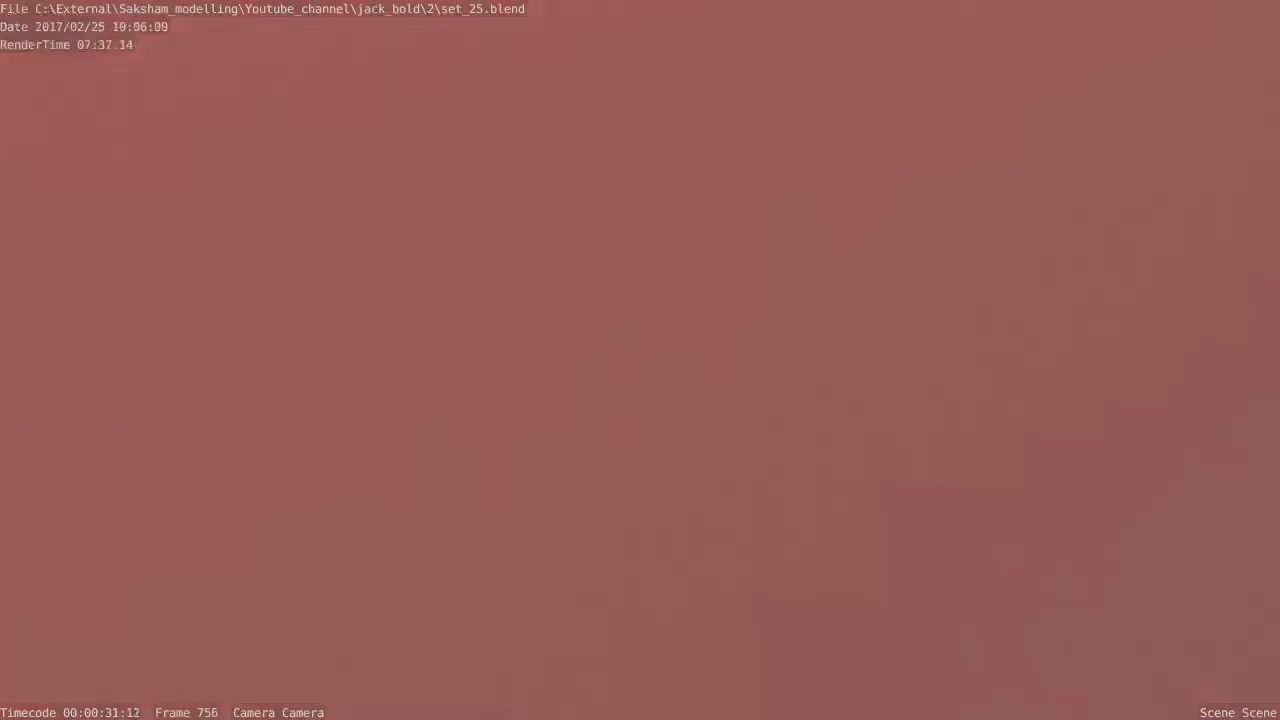 File C:\External\Saksham_modelling\Youtube_channel\jack_bold\2\set_25.blend
Date 2017/02/25 10:06:00
RenderTime 07:37.14
Timecode 00:00:31:12 Frame 756 Camera Camera Scene Scene